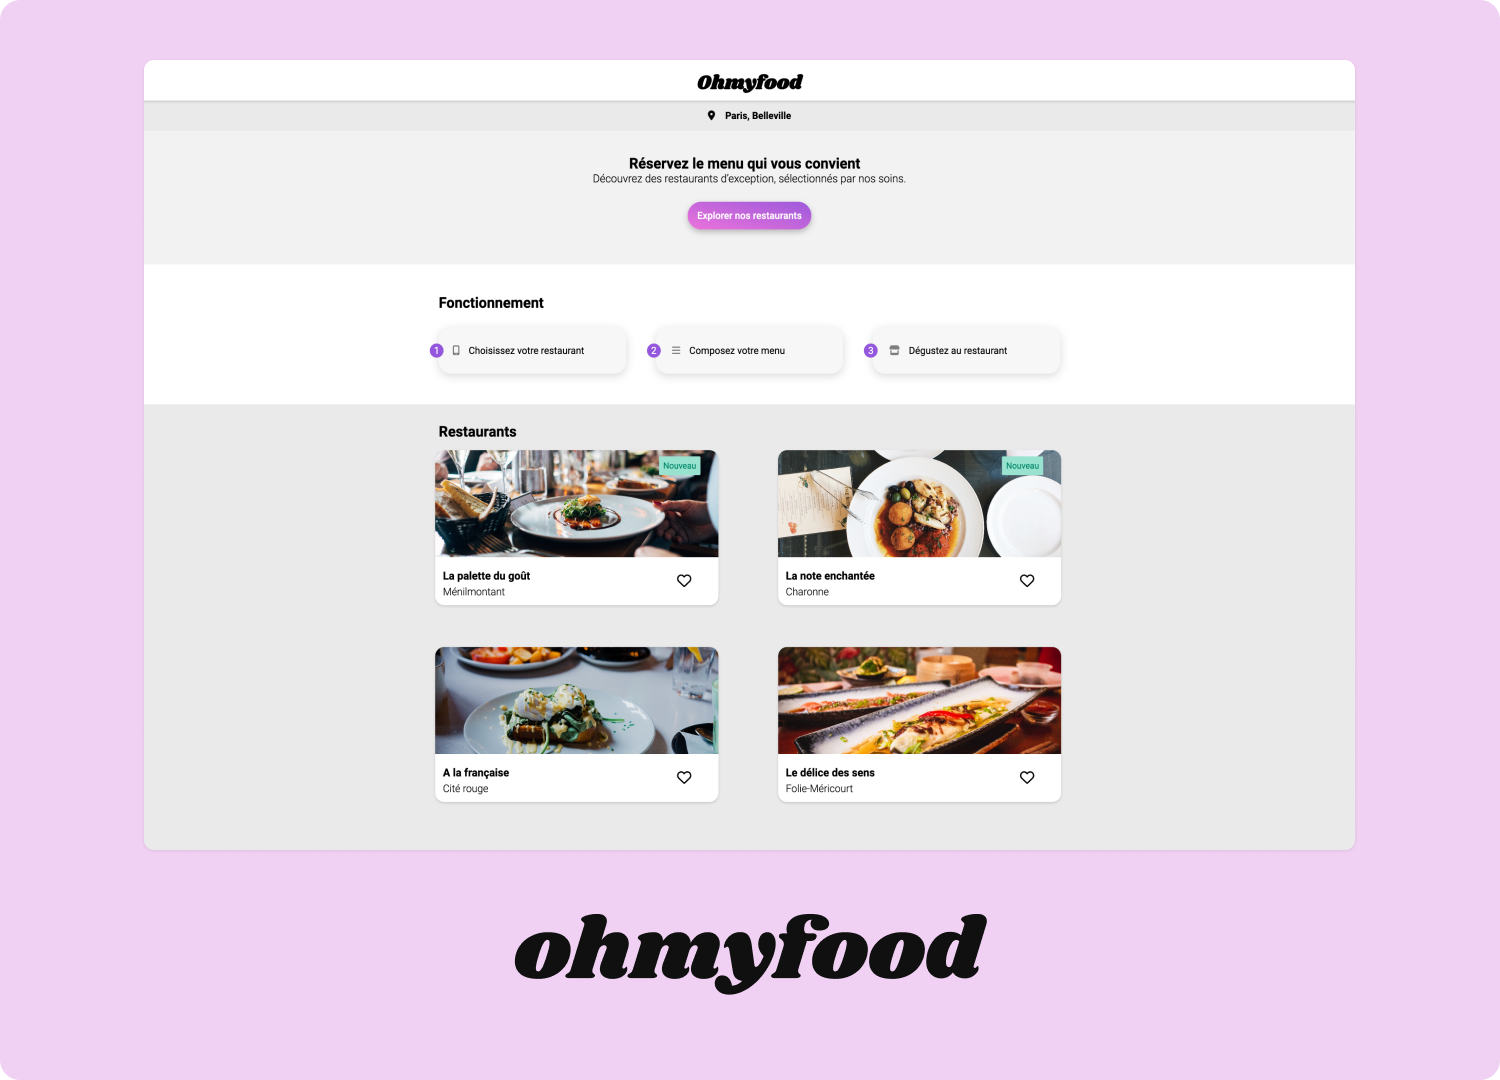 Ohmyfood
Paris, Belleville
Réservez le menu qui vous convient
Découvrez des restaurants d'exception, sélectionnés par nos soins.
Explorer nos restaurants
Fonctionnement
1 Choisissez votre restaurant
2 Composez votre menu
3 Dégustez au restaurant
Restaurants
Nouveau
La palette du goût
Ménilmontant
Nouveau
La note enchantée
Charonne
A la française
Cité rouge
Le délice des sens
Folie-Méricourt
ohmyfood